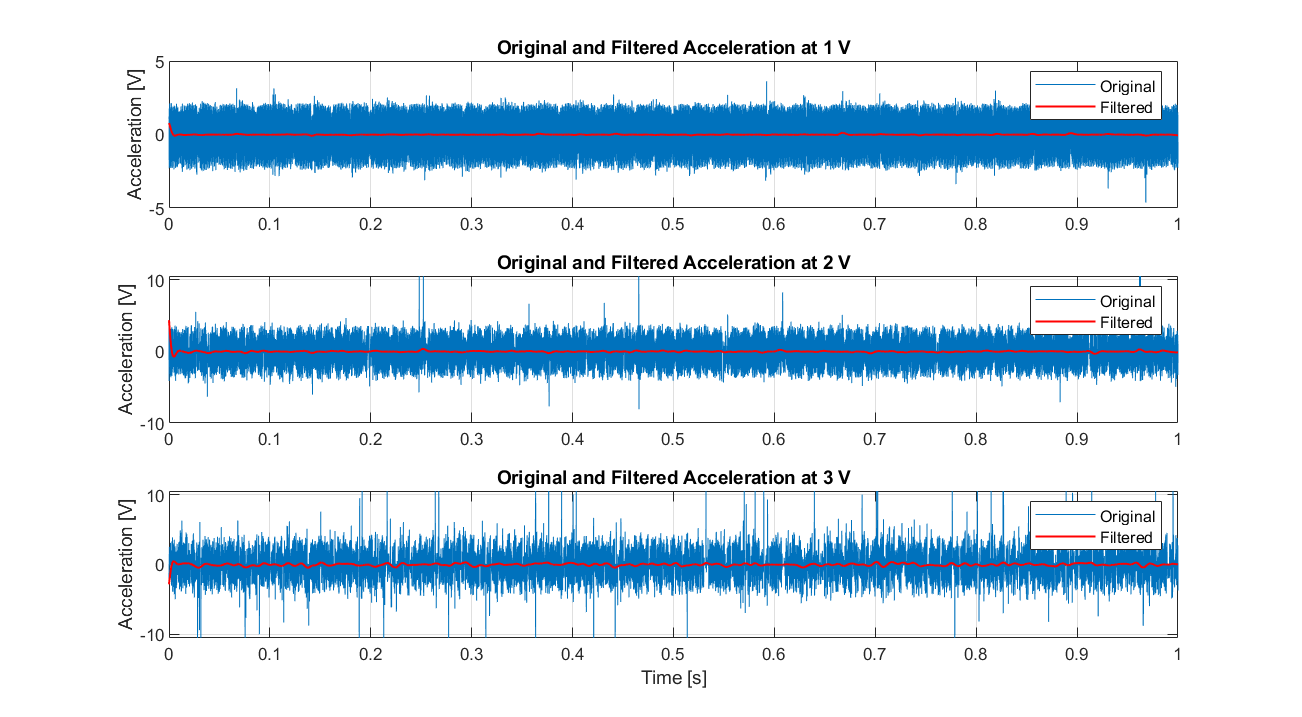 Original and Filtered Acceleration at 1 V
Acceleration [V]
5
0
-5
Original
Filtered
0 0.1 0.2 0.3 0.4 0.5 0.6 0.7 0.8 0.9 1
Original and Filtered Acceleration at 2 V
Acceleration [V]
10
0
-10
Original
Filtered
0 0.1 0.2 0.3 0.4 0.5 0.6 0.7 0.8 0.9 1
Original and Filtered Acceleration at 3 V
Acceleration [V]
10
0
-10
Original
Filtered
0 0.1 0.2 0.3 0.4 0.5 0.6 0.7 0.8 0.9 1
Time [s]